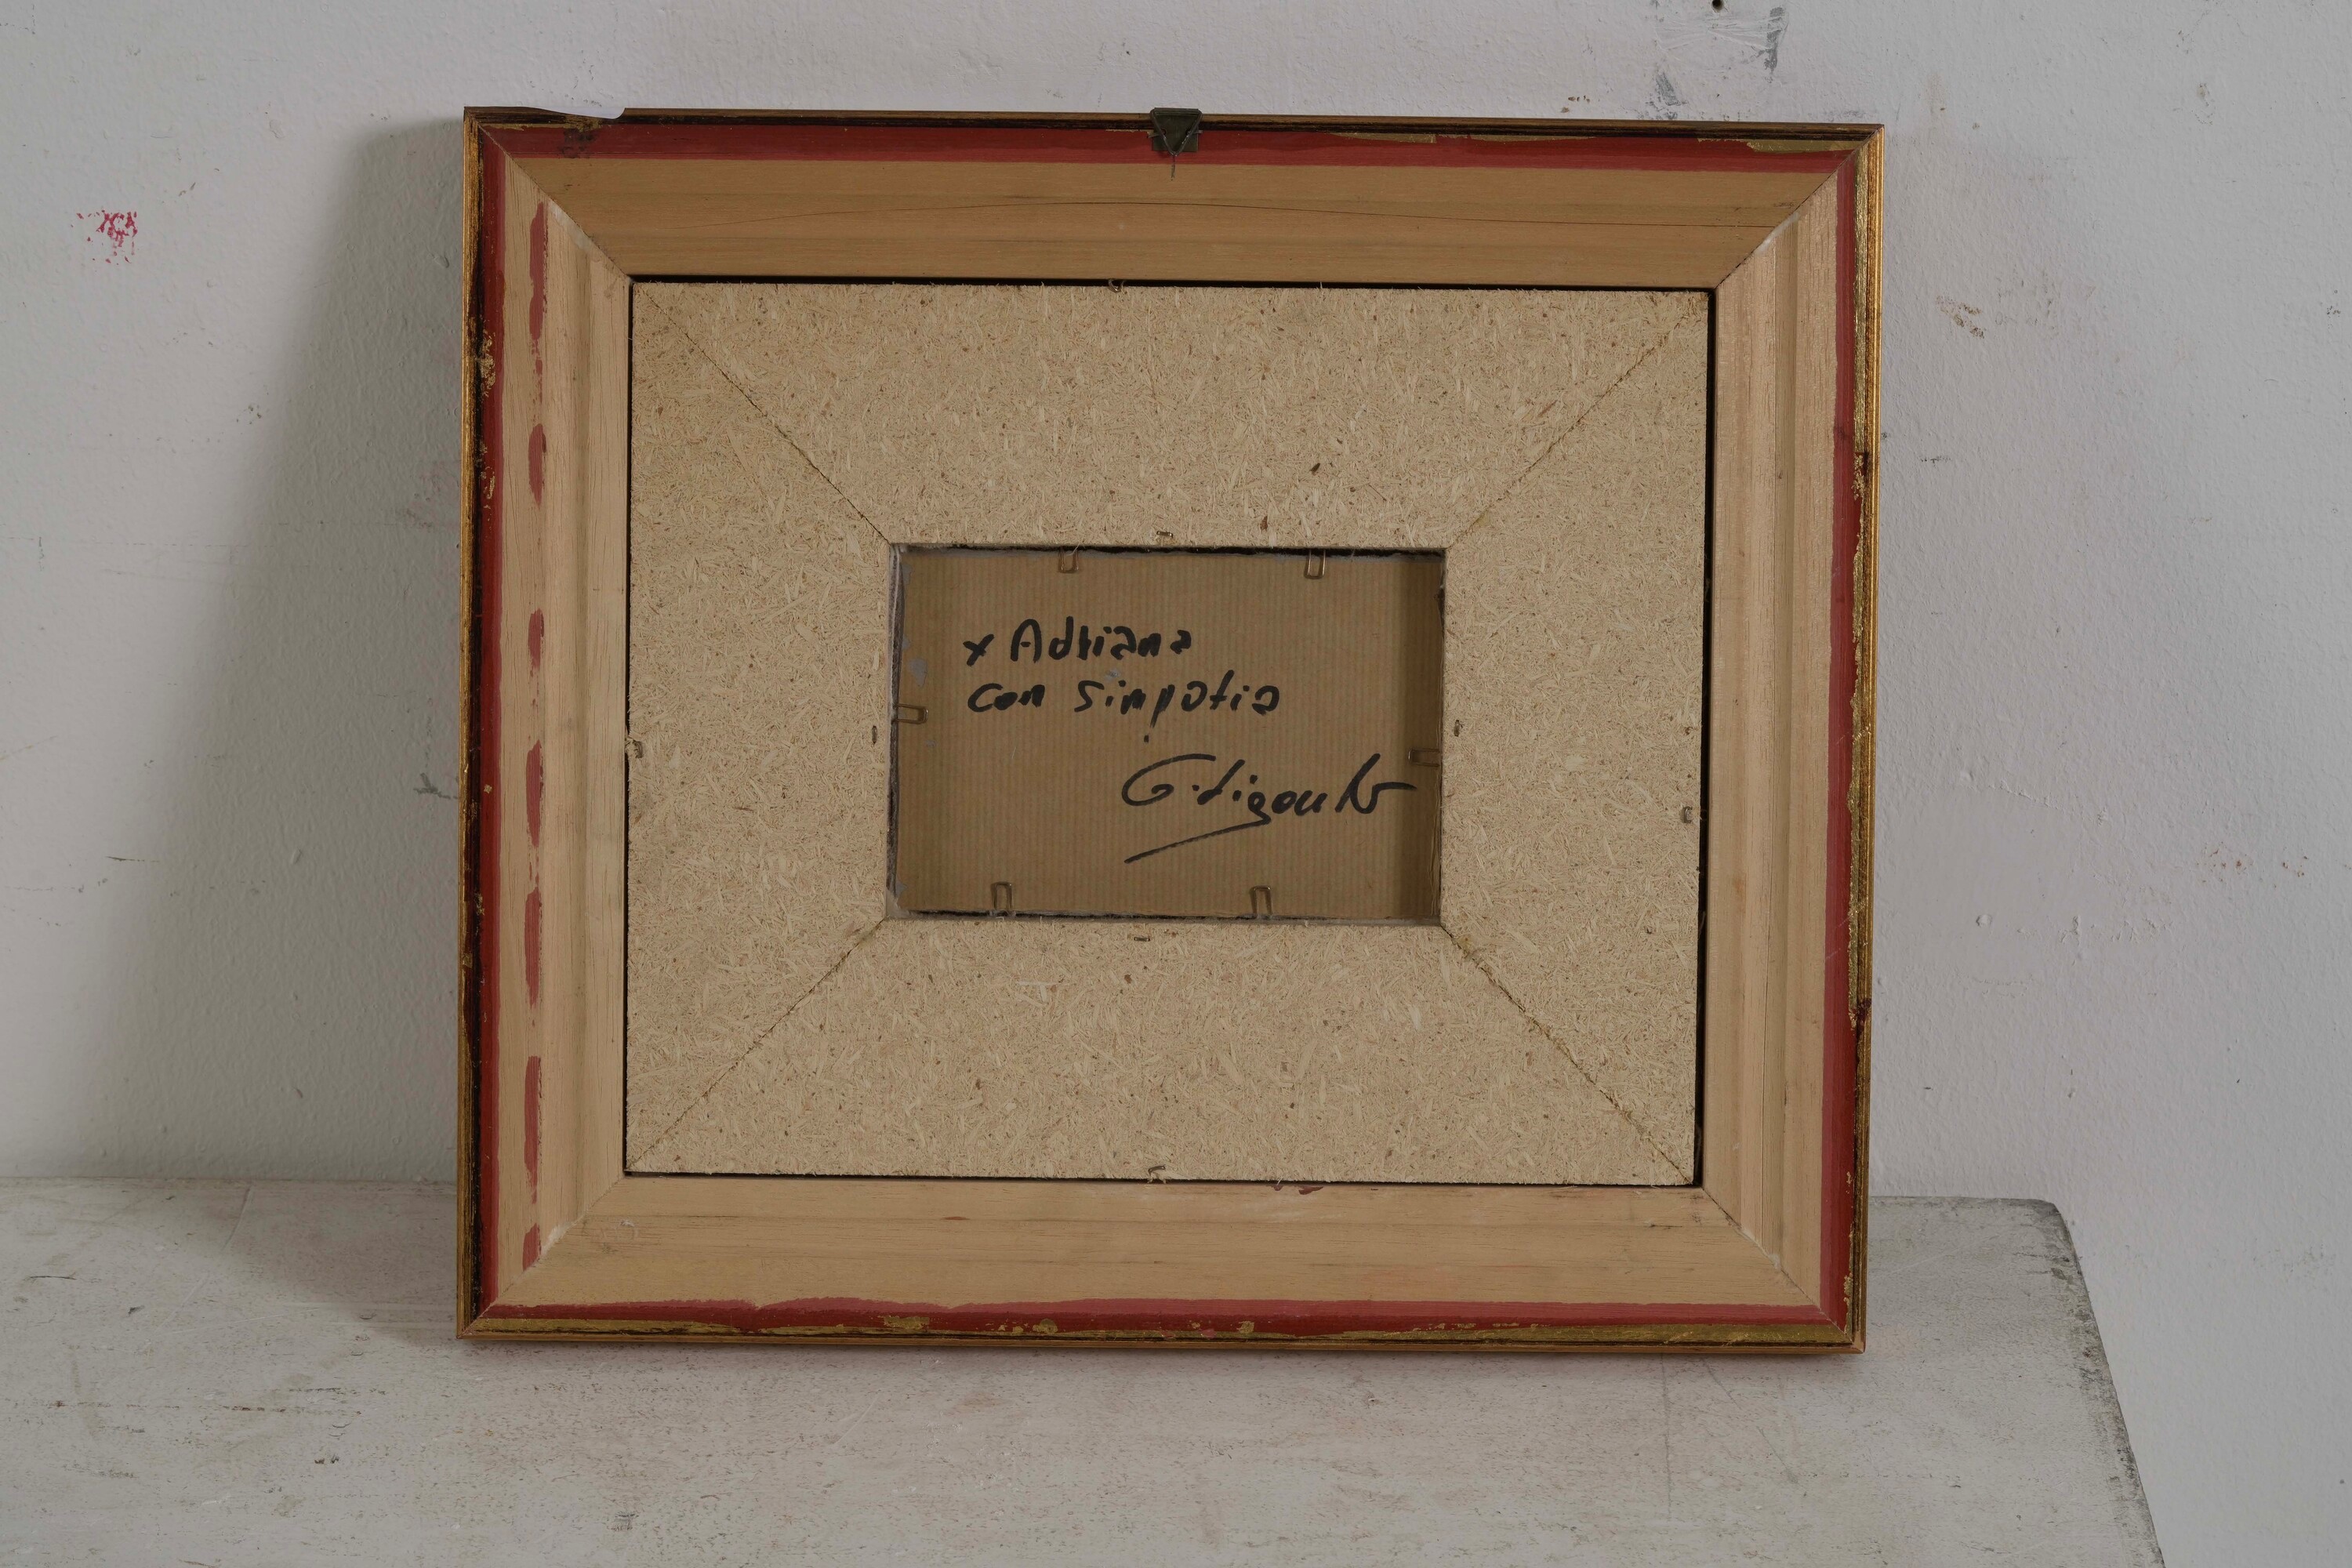 x Adriana
con simpatia